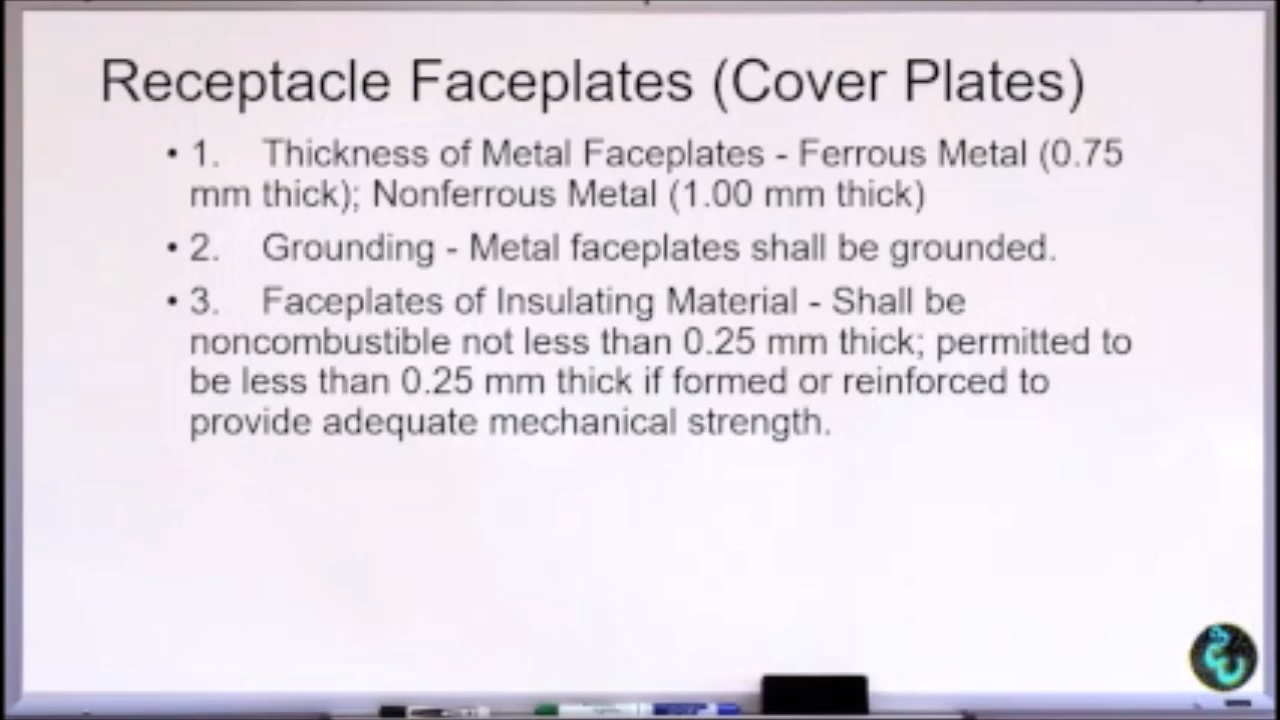 Receptacle Faceplates (Cover Plates)
• 1. Thickness of Metal Faceplates - Ferrous Metal (0.75
mm thick); Nonferrous Metal (1.00 mm thick)
• 2. Grounding - Metal faceplates shall be grounded.
• 3. Faceplates of Insulating Material - Shall be
noncombustible not less than 0.25 mm thick; permitted to
be less than 0.25 mm thick if formed or reinforced to
provide adequate mechanical strength.